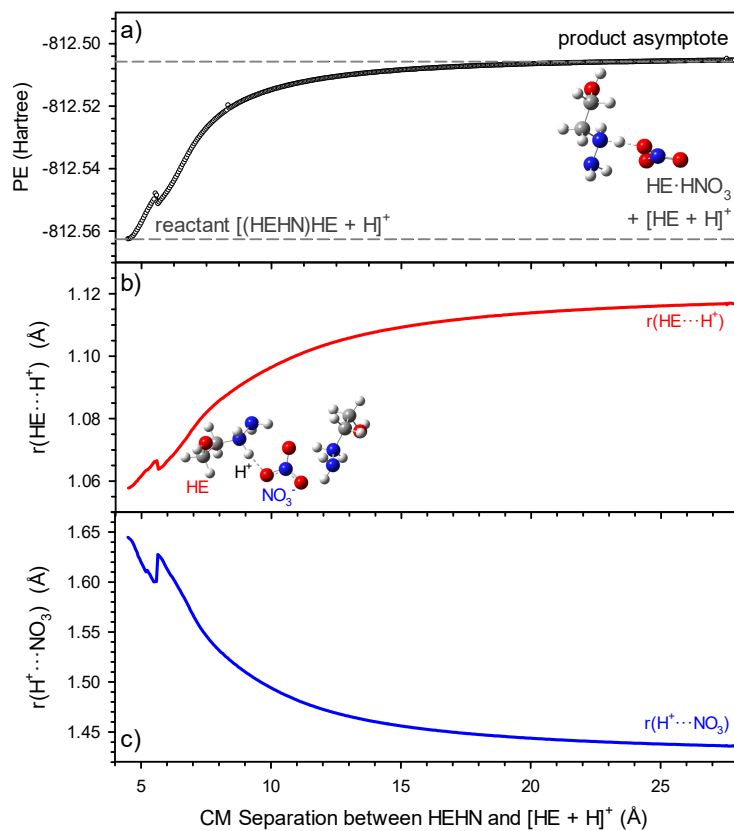 a)
-812.50
-812.52
-812.54
-812.56
PE (Hartree)
product asymptote
HE·HNO₃
+ [HE + H]⁺
reactant [(HEHN)HE + H]⁺
b)
1.12
1.10
1.08
1.06
r(HE···H⁺) (Å)
r(HE···H⁺)
HE
H⁺
NO₃⁻
1.65
1.60
1.55
1.50
1.45
r(H⁺···NO₃) (Å)
r(H⁺···NO₃)
c)
5 10 15 20 25
CM Separation between HEHN and [HE + H]⁺ (Å)